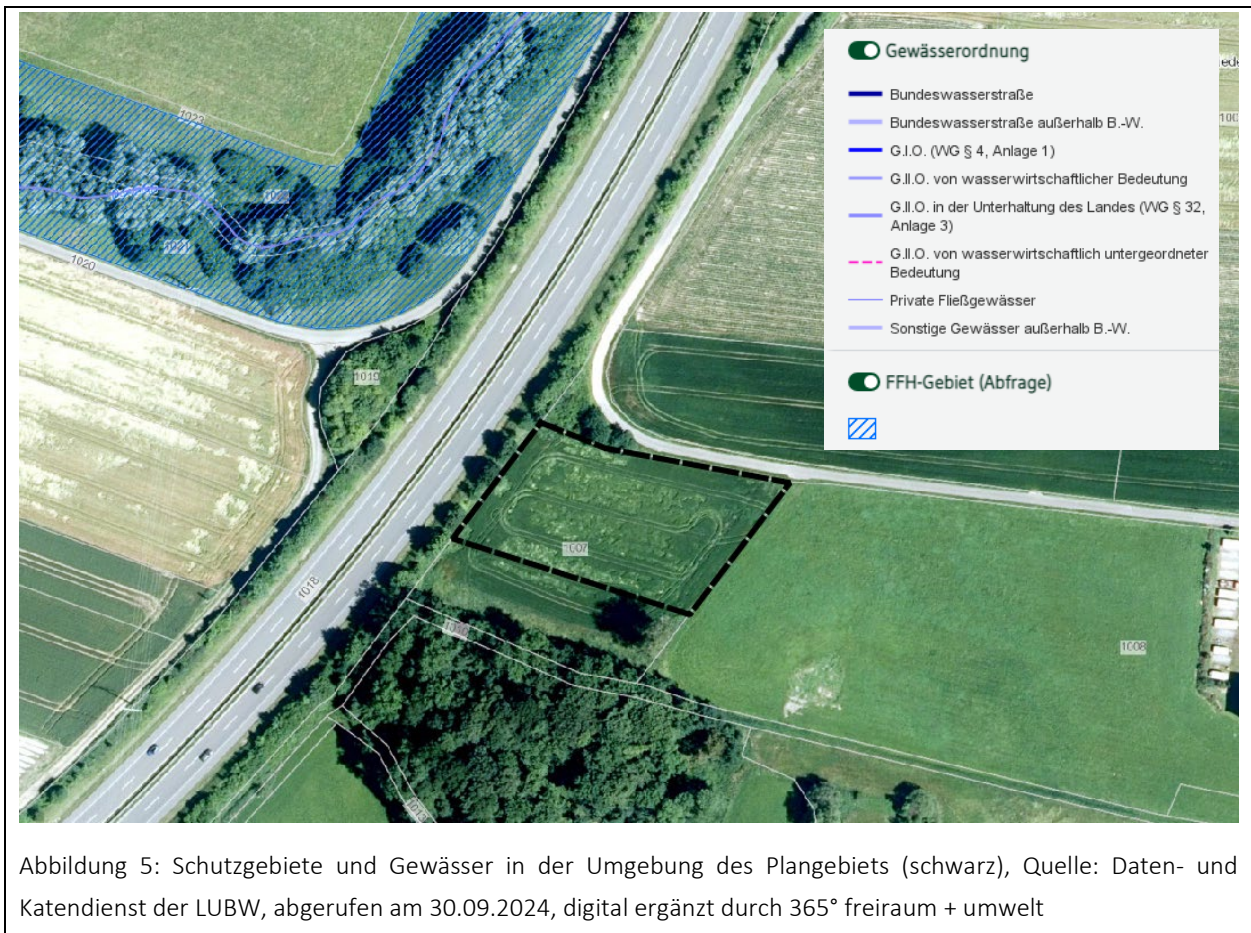 Gewässerordnung
Bundeswasserstraße
Bundeswasserstraße außerhalb B.-W.
G.I.O. (WG § 4, Anlage 1)
G.II.O. von wasserwirtschaftlicher Bedeutung
G.II.O. in der Unterhaltung des Landes (WG § 32,
Anlage 3)
G.II.O. von wasserwirtschaftlich untergeordneter
Bedeutung
Private Fließgewässer
Sonstige Gewässer außerhalb B.-W.
FFH-Gebiet (Abfrage)
1023
1021
1020
1019
1018
1007
1008
Abbildung 5: Schutzgebiete und Gewässer in der Umgebung des Plangebiets (schwarz), Quelle: Daten- und
Katendienst der LUBW, abgerufen am 30.09.2024, digital ergänzt durch 365° freiraum + umwelt